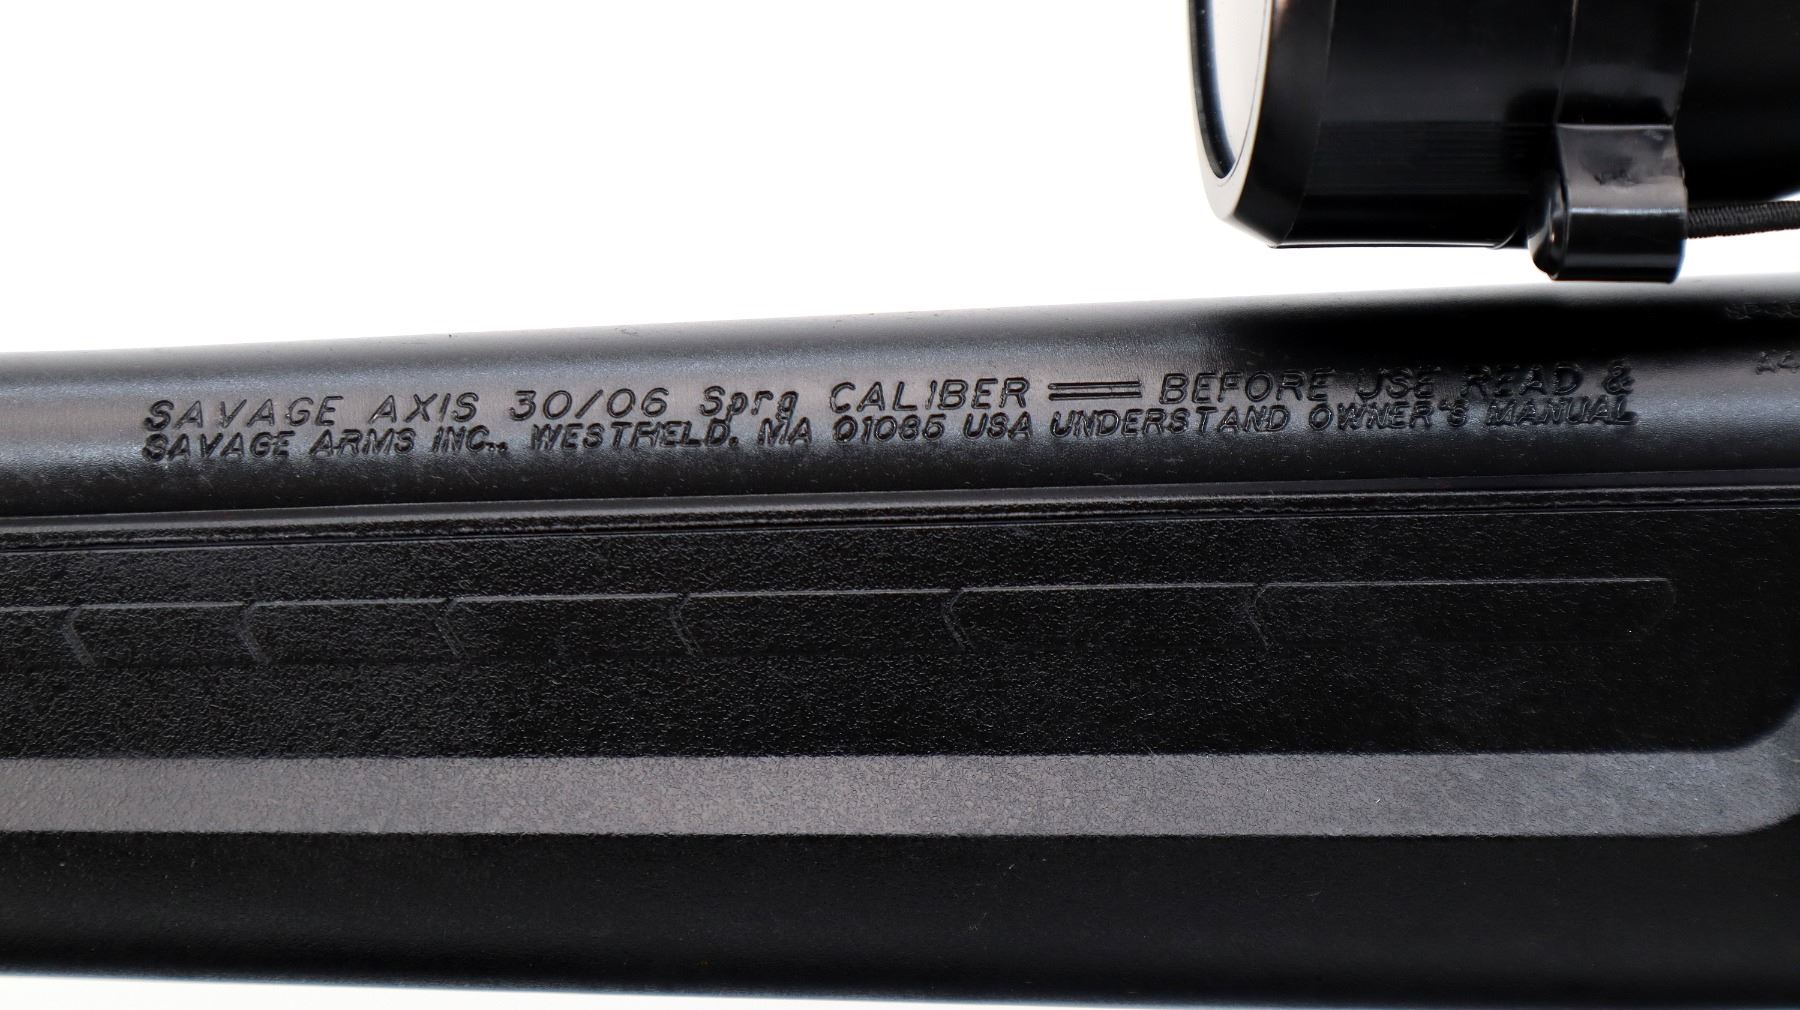 SAVAGE AXIS 30/06 Sprg CALIBER == BEFORE USE READ &
SAVAGE ARMS INC., WESTFIELD, MA 01085 USA UNDERSTAND OWNER'S MANUAL